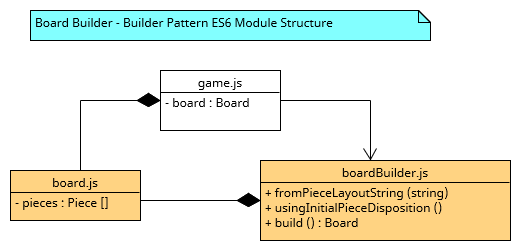 Board Builder - Builder Pattern ES6 Module Structure
game.js
- board : Board
board.js
- pieces : Piece []
boardBuilder.js
+ fromPieceLayoutString (string)
+ usingInitialPieceDisposition ()
+ build () : Board